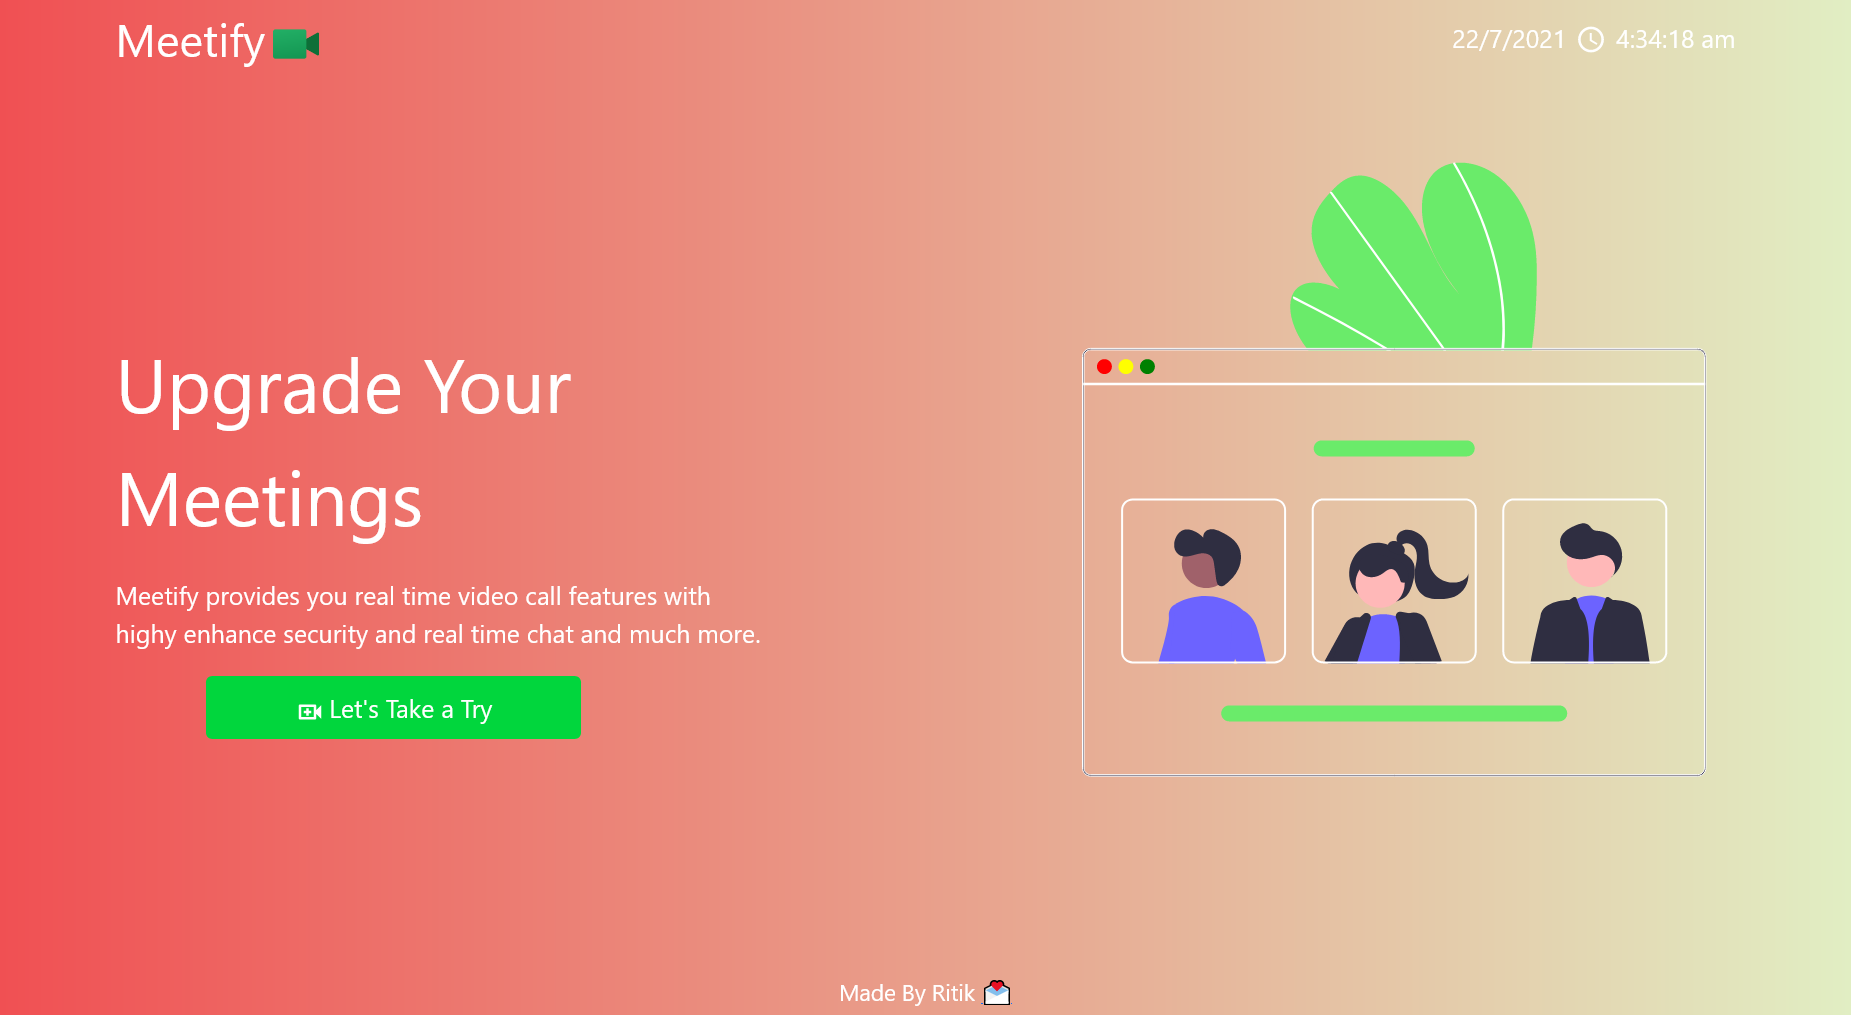 Meetify
22/7/2021 4:34:18 am
Upgrade Your
Meetings
Meetify provides you real time video call features with
highy enhance security and real time chat and much more.
Let's Take a Try
Made By Ritik